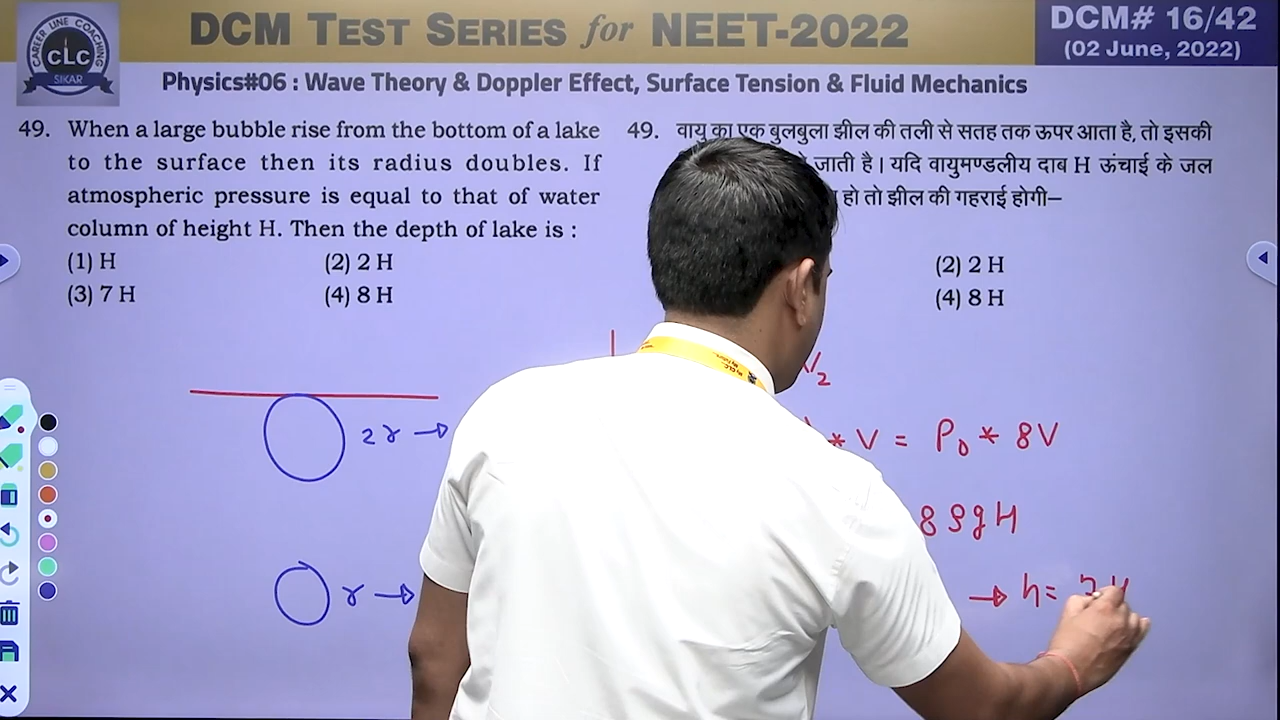 CAREER LINE COACHING
CLC
SIKAR
DCM TEST SERIES for NEET-2022
DCM# 16/42
(02 June, 2022)
Physics#06 : Wave Theory & Doppler Effect, Surface Tension & Fluid Mechanics
49. When a large bubble rise from the bottom of a lake
to the surface then its radius doubles. If
atmospheric pressure is equal to that of water
column of height H. Then the depth of lake is :
(1) H (2) 2 H
(3) 7 H (4) 8 H
49. वायु का एक बुलबुला झील की तली से सतह तक ऊपर आता है, तो इसकी
जाती है। यदि वायुमण्डलीय दाब H ऊंचाई के जल
हो तो झील की गहराई होगी–
(2) 2 H
(4) 8 H
2r →
r →
* V = P₀ * 8V
8ρgH
→ h = 7H